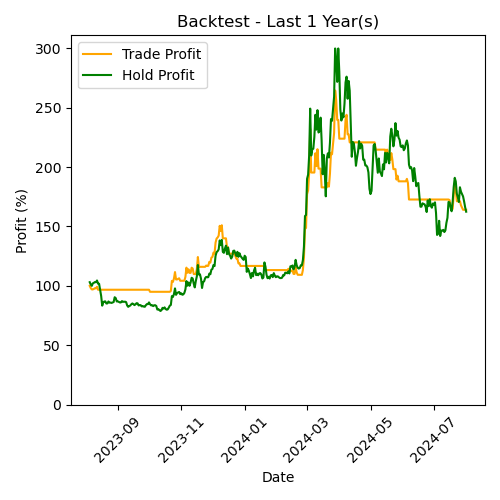 Backtest - Last 1 Year(s)
Trade Profit
Hold Profit
Profit (%)
300
250
200
150
100
50
0
2023-09
2023-11
2024-01
2024-03
2024-05
2024-07
Date